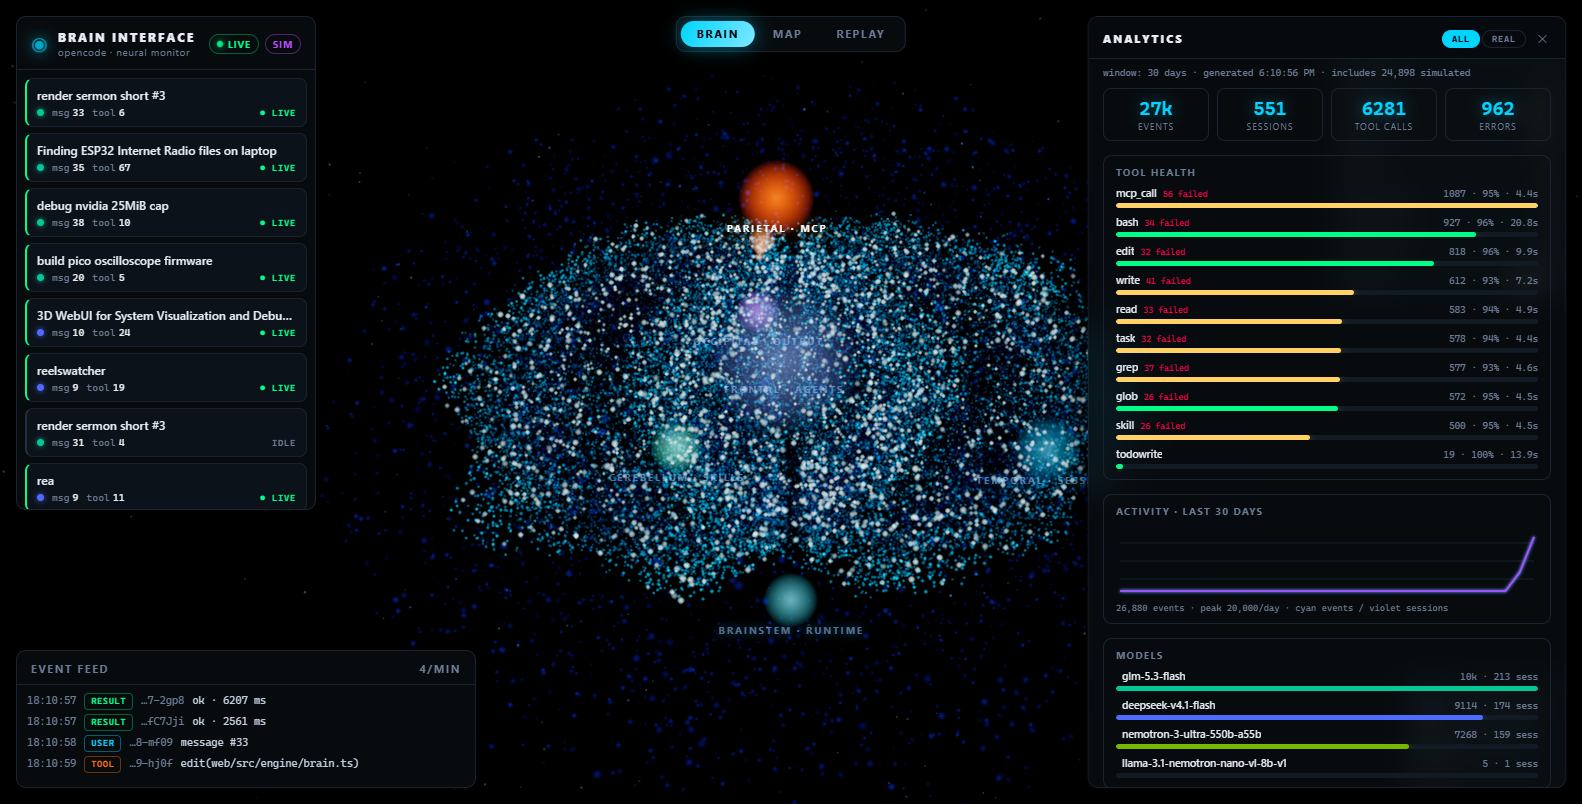 BRAIN INTERFACE
opencode · neural monitor
LIVE
SIM
render sermon short #3
msg 33 tool 6
LIVE
Finding ESP32 Internet Radio files on laptop
msg 35 tool 67
LIVE
debug nvidia 25MiB cap
msg 38 tool 10
LIVE
build pico oscilloscope firmware
msg 20 tool 5
LIVE
3D WebUI for System Visualization and Debu...
msg 10 tool 24
LIVE
reelswatcher
msg 9 tool 19
LIVE
render sermon short #3
msg 31 tool 4
IDLE
rea
msg 9 tool 11
LIVE
BRAIN MAP REPLAY
PARIETAL · MCP
OCCIPITAL · OUTPUT
FRONTAL · AGENTS
CEREBELLUM · SKILLS
TEMPORAL · SESS
BRAINSTEM · RUNTIME
EVENT FEED
4/MIN
18:10:57 RESULT …7-2gp8 ok · 6207 ms
18:10:57 RESULT …fC7Jji ok · 2561 ms
18:10:58 USER …8-mf09 message #33
18:10:59 TOOL …9-hj0f edit(web/src/engine/brain.ts)
ANALYTICS
ALL
REAL
window: 30 days · generated 6:10:56 PM · includes 24,898 simulated
27k
EVENTS
551
SESSIONS
6281
TOOL CALLS
962
ERRORS
TOOL HEALTH
mcp_call 56 failed 1087 · 95% · 4.4s
bash 34 failed 927 · 96% · 20.8s
edit 32 failed 818 · 96% · 9.9s
write 41 failed 612 · 93% · 7.2s
read 33 failed 583 · 94% · 4.9s
task 32 failed 578 · 94% · 4.4s
grep 37 failed 577 · 93% · 4.6s
glob 26 failed 572 · 95% · 4.5s
skill 26 failed 500 · 95% · 4.5s
todowrite 19 · 100% · 13.9s
ACTIVITY · LAST 30 DAYS
26,880 events · peak 20,000/day · cyan events / violet sessions
MODELS
glm-5.3-flash 10k · 213 sess
deepseek-v4.1-flash 9114 · 174 sess
nemotron-3-ultra-550b-a55b 7268 · 159 sess
llama-3.1-nemotron-nano-vl-8b-v1 5 · 1 sess